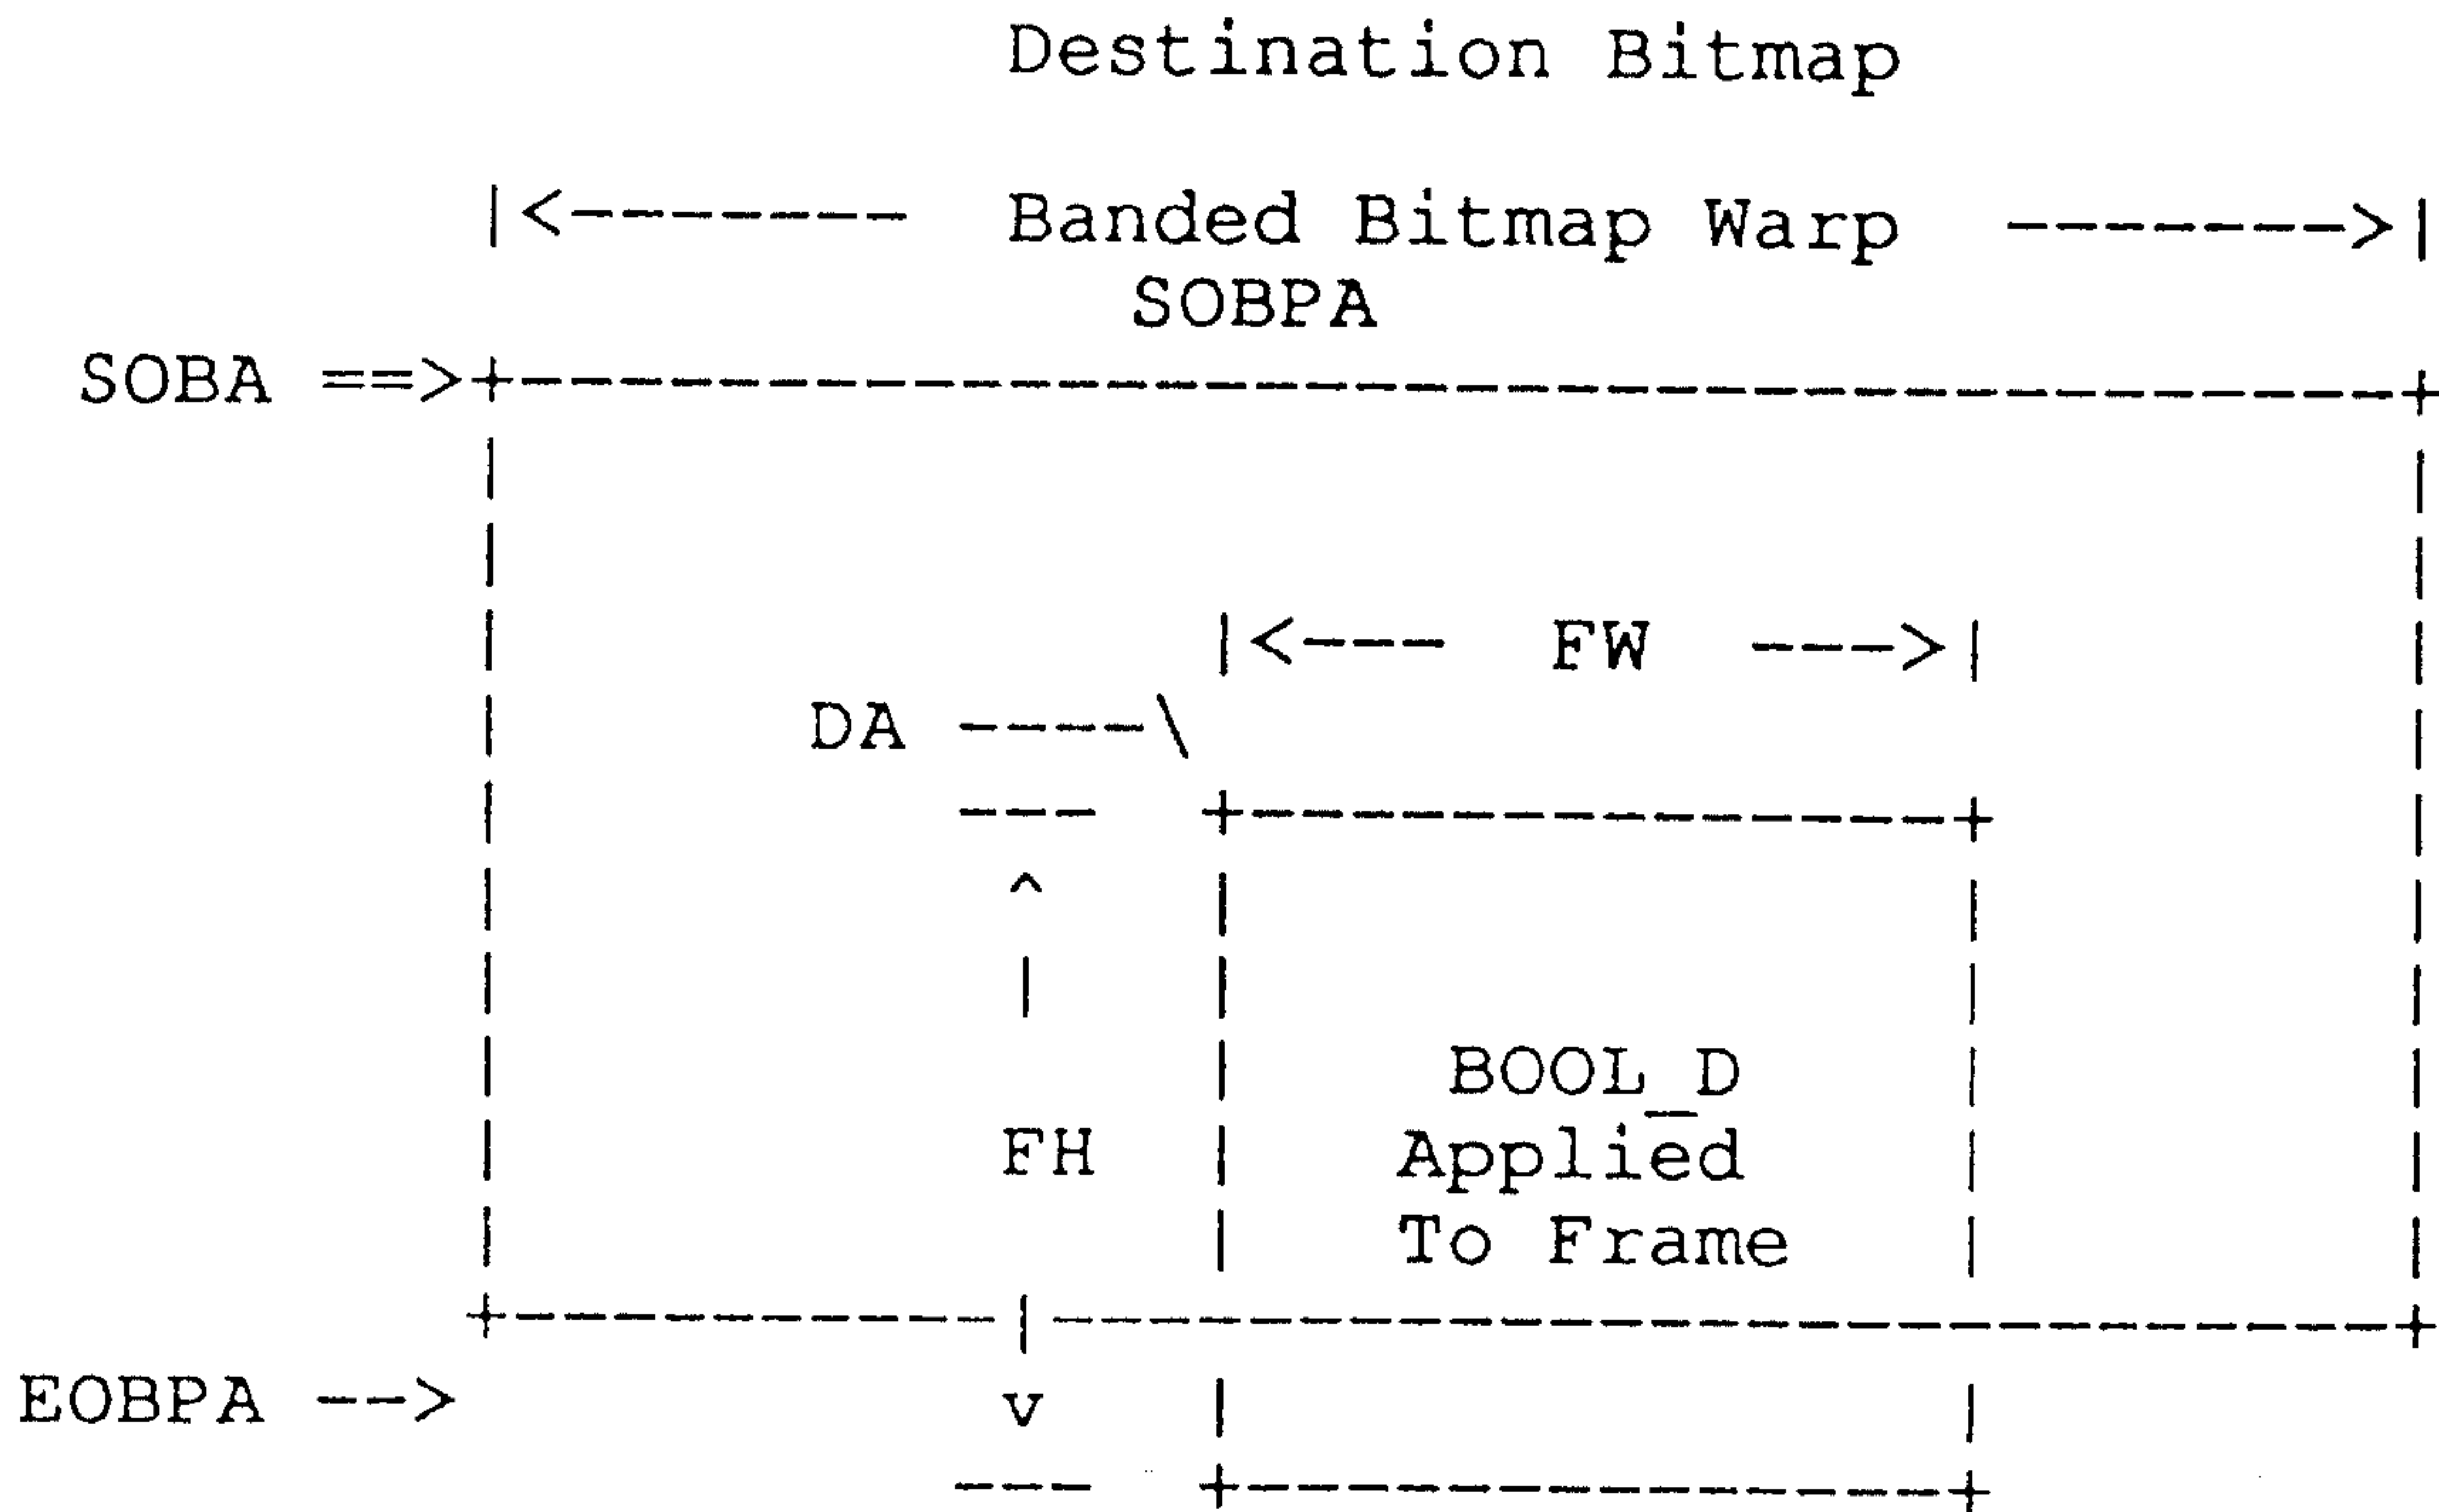 Destination Bitmap
|<------- Banded Bitmap Warp ------->|
SOBPA
SOBA ==>
|<--- FW --->|
DA ----\
FH
BOOL_D
Applied
To Frame
EOBPA -->